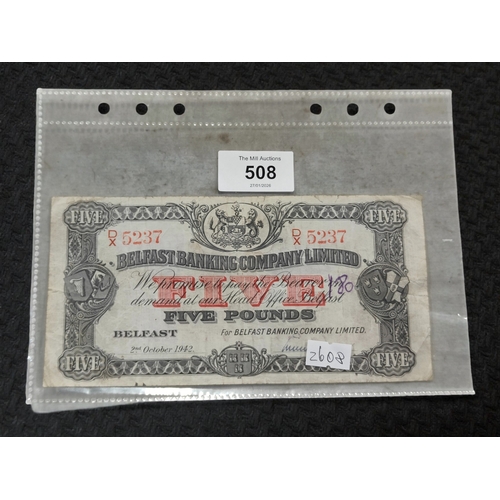 The Mill Auctions
508
FIVE FIVE
D/X 5237 D/X 5237
BELFAST BANKING COMPANY LIMITED
We promise to pay the Bearer on
FIVE
demand at our Head Office Belfast
FIVE POUNDS
BELFAST For BELFAST BANKING COMPANY LIMITED.
2nd October 1942.
2608
FIVE FIVE